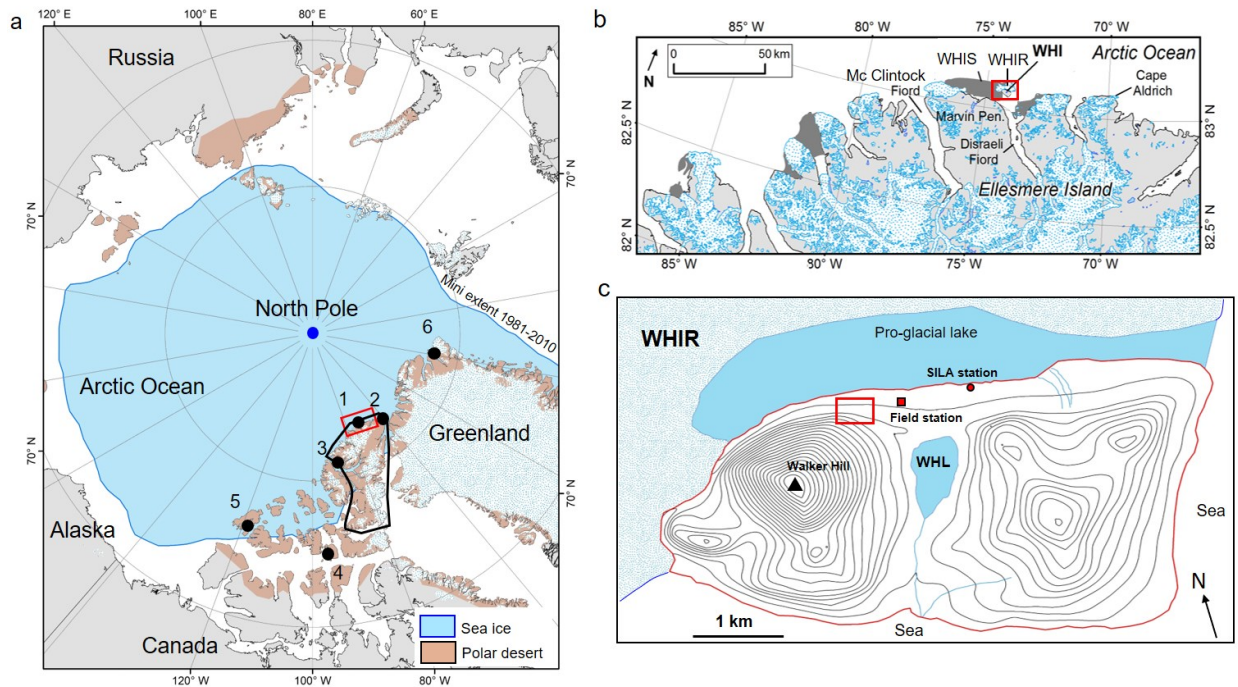 a
120° E
100° E
80° E
60° E
Russia
70° N
70° N
North Pole
Mini extent 1981-2010
6
Arctic Ocean
1
2
Greenland
3
70° N
5
Alaska
4
70° N
Canada
Sea ice
Polar desert
120° W
100° W
80° W
b
85° W
80° W
75° W
70° W
0
50 km
N
WHIS
WHIR
WHI
Arctic Ocean
Mc Clintock
Fiord
Cape
Aldrich
Marvin Pen.
82.5° N
83° N
Disraeli
Fiord
Ellesmere Island
82° N
82.5° N
85° W
90° W
75° W
70° W
c
WHIR
Pro-glacial lake
SILA station
Field station
Walker Hill
WHL
Sea
N
1 km
Sea